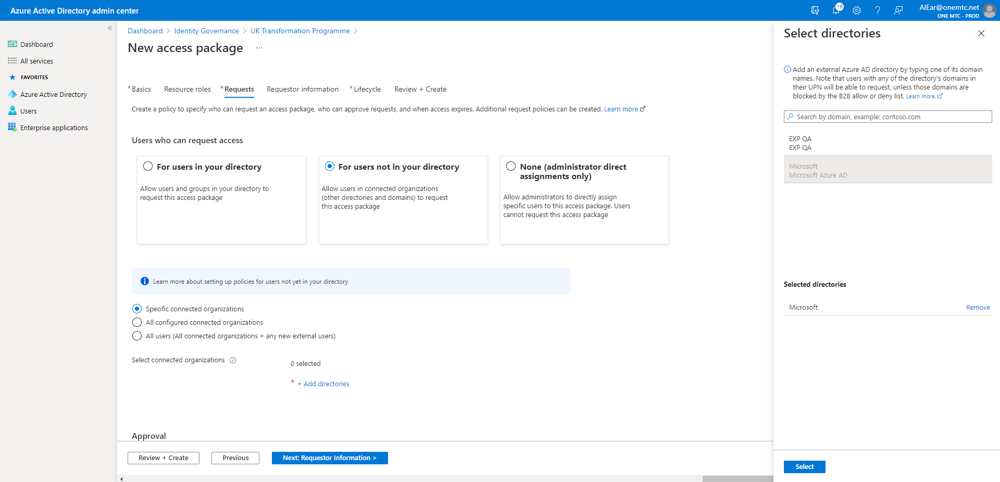 Azure Active Directory admin center
16
AlEar@onemtc.net
ONE MTC - PROD
«
Dashboard
All services
FAVORITES
Azure Active Directory
Users
Enterprise applications
Dashboard > Identity Governance > UK Transformation Programme >
New access package ...
* Basics Resource roles * Requests Requestor information * Lifecycle Review + Create
Create a policy to specify who can request an access package, who can approve requests, and when access expires. Additional request policies can be created. Learn more
Users who can request access
For users in your directory
Allow users and groups in your directory to
request this access package
For users not in your directory
Allow users in connected organizations
(other directories and domains) to request
this access package
None (administrator direct
assignments only)
Allow administrators to directly assign
specific users to this access package. Users
cannot request this access package
Learn more about setting up policies for users not yet in your directory
Specific connected organizations
All configured connected organizations
All users (All connected organizations + any new external users)
Select connected organizations
0 selected
* + Add directories
Approval
Review + Create Previous Next: Requestor Information >
Select directories
Add an external Azure AD directory by typing one of its domain
names. Note that users with any of the directory's domains in
their UPN will be able to request, unless those domains are
blocked by the B2B allow or deny list. Learn more.
Search by domain, example: contoso.com
EXP QA
EXP QA
Microsoft
Microsoft Azure AD
Selected directories
Microsoft Remove
Select